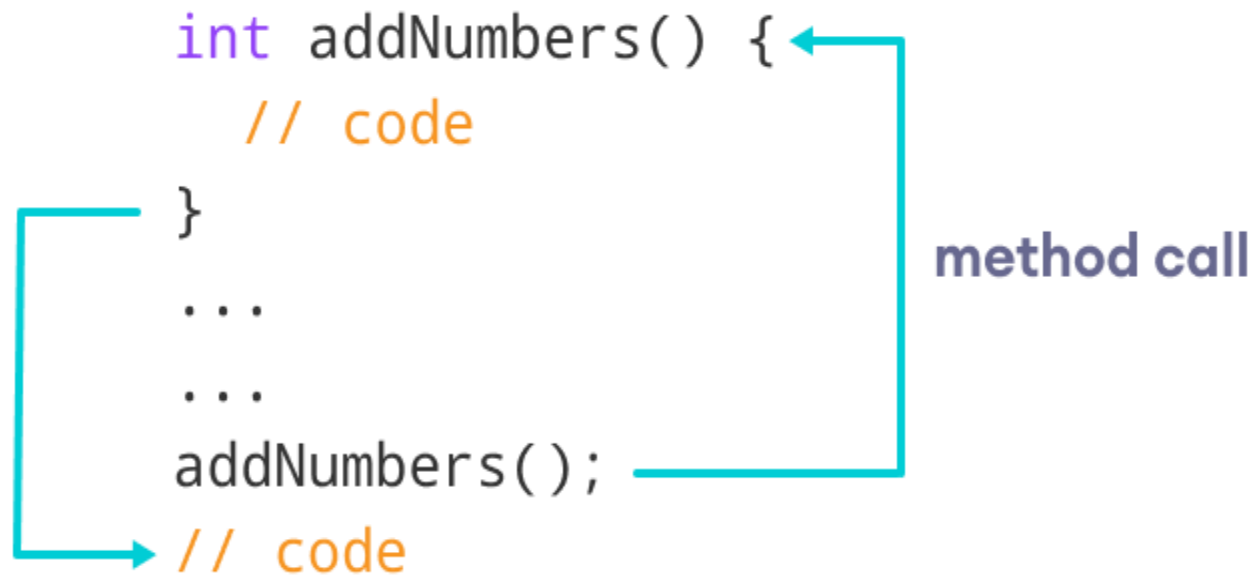 int addNumbers() {
// code
}
method call
...
...
addNumbers();
// code